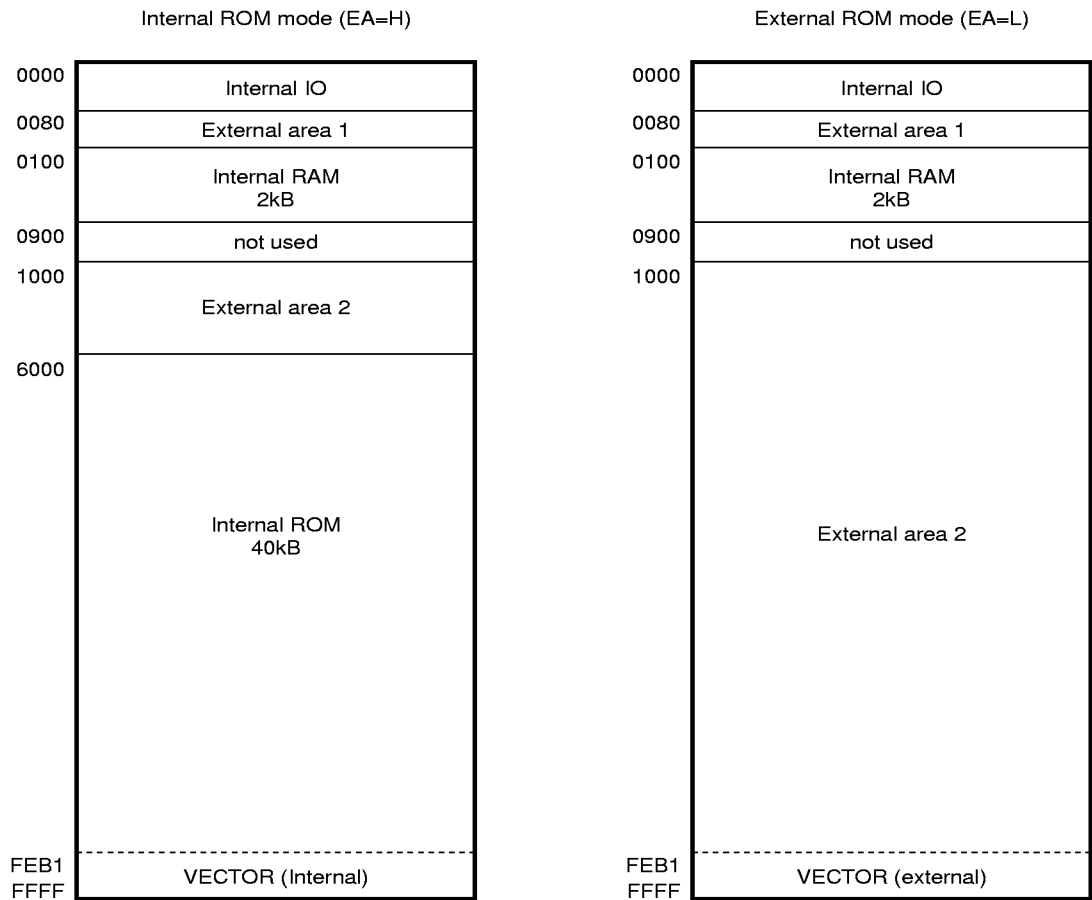 Internal ROM mode (EA=H)
0000
Internal IO
0080
External area 1
0100
Internal RAM
2kB
0900
not used
1000
External area 2
6000
Internal ROM
40kB
FEB1
VECTOR (Internal)
FFFF
External ROM mode (EA=L)
0000
Internal IO
0080
External area 1
0100
Internal RAM
2kB
0900
not used
1000
External area 2
FEB1
VECTOR (external)
FFFF